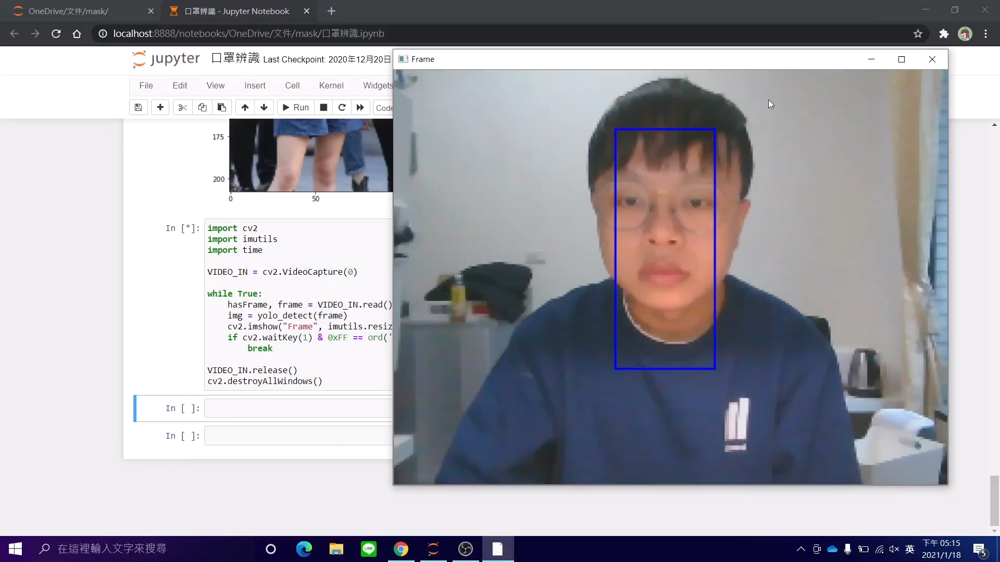 OneDrive/文件/mask/
口罩辨識 - Jupyter Notebook
localhost:8888/notebooks/OneDrive/文件/mask/口罩辨識.ipynb
jupyter 口罩辨識 Last Checkpoint: 2020年12月20日
Frame
File Edit View Insert Cell Kernel Widgets
Run Code
175
200
0 50
In [*]:
import cv2
import imutils
import time
VIDEO_IN = cv2.VideoCapture(0)
while True:
hasFrame, frame = VIDEO_IN.read()
img = yolo_detect(frame)
cv2.imshow("Frame", imutils.resiz
if cv2.waitKey(1) & 0xFF == ord('
break
VIDEO_IN.release()
cv2.destroyAllWindows()
In [ ]:
In [ ]:
在這裡輸入文字來搜尋
LINE
英
下午 05:15
2021/1/18
5